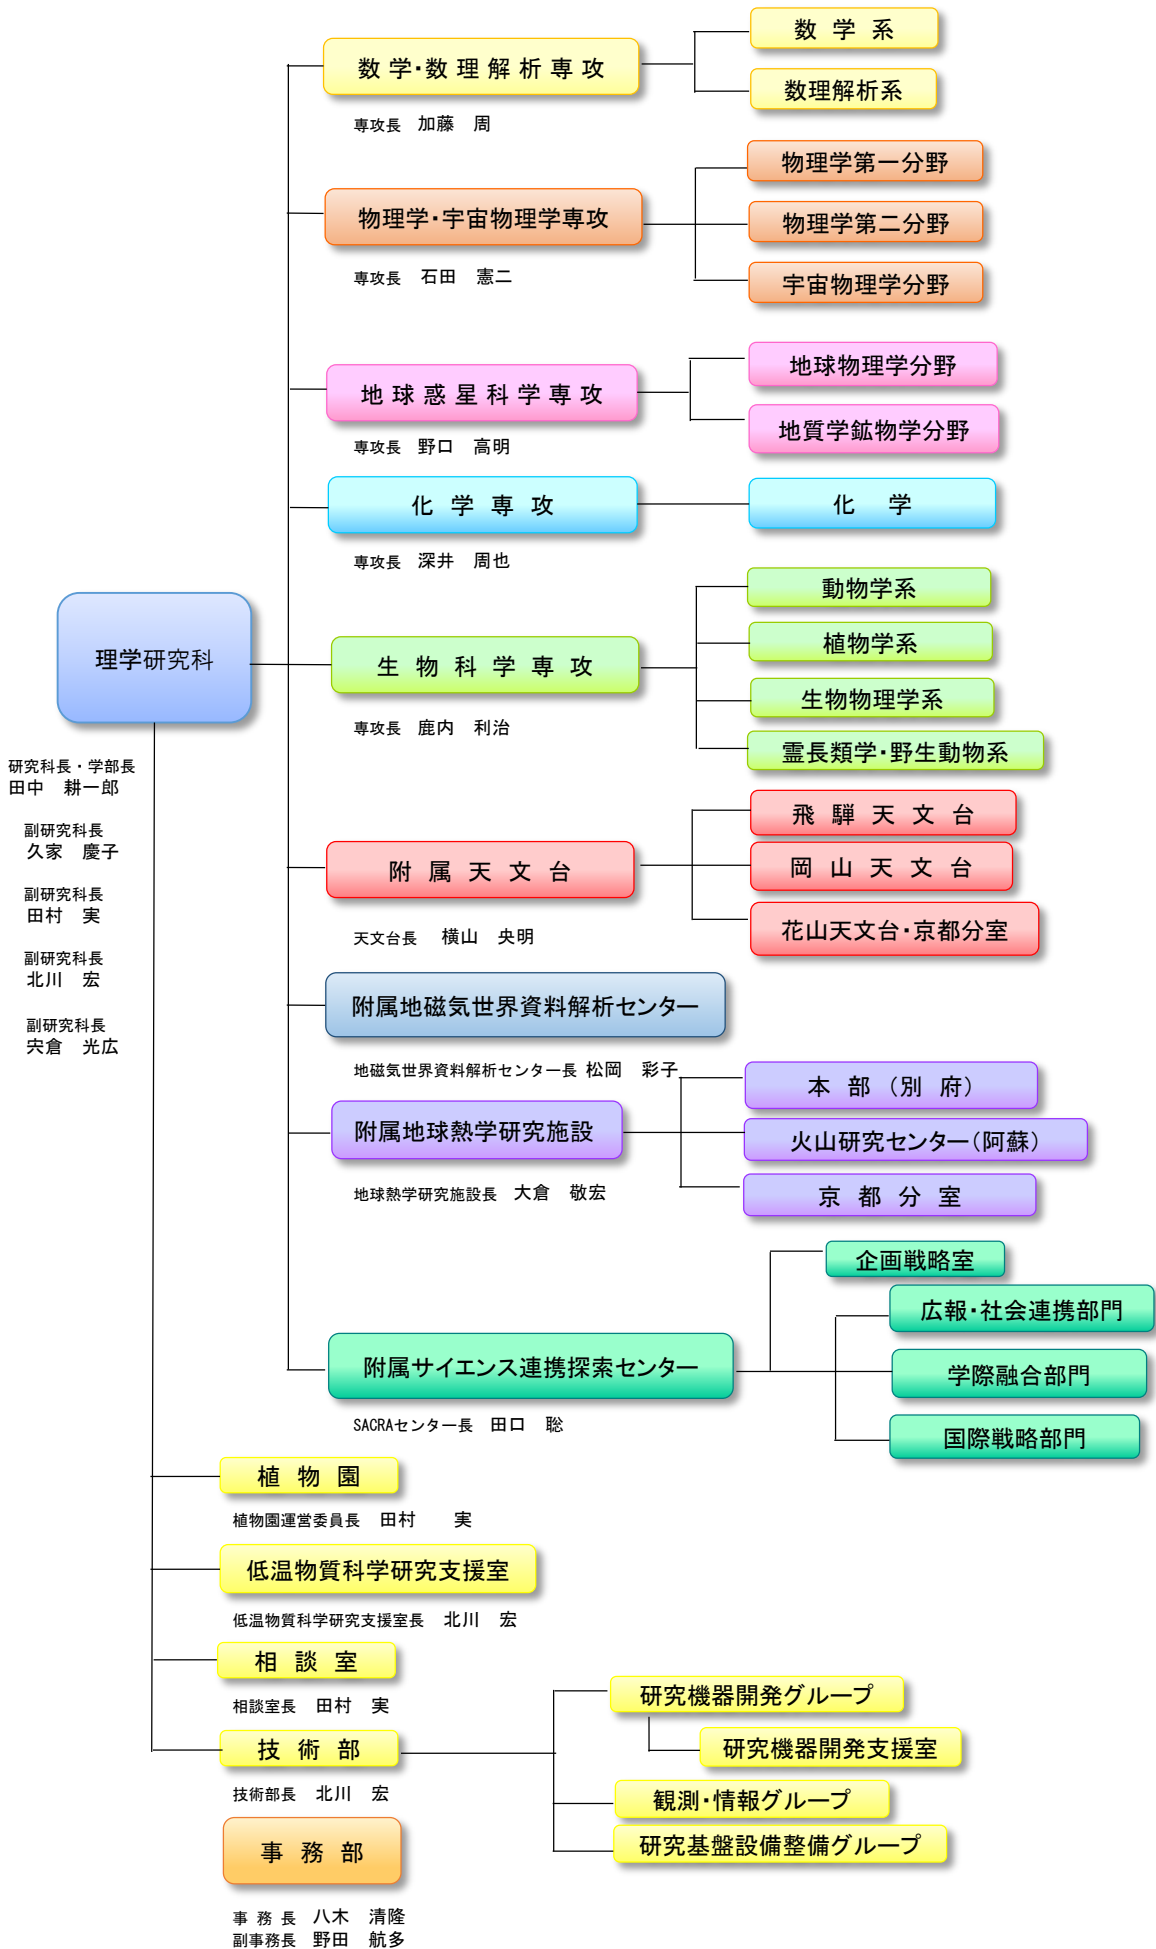 数学系
数学・数理解析専攻
数理解析系
専攻長 加藤 周
物理学第一分野
物理学・宇宙物理学専攻
物理学第二分野
宇宙物理学分野
専攻長 石田 憲二
地球物理学分野
地球惑星科学専攻
地質学鉱物学分野
専攻長 野口 高明
化学専攻
化 学
専攻長 深井 周也
動物学系
植物学系
理学研究科
生物科学専攻
生物物理学系
専攻長 鹿内 利治
霊長類学・野生動物系
研究科長・学部長
田中 耕一郎
副研究科長
久家 慶子
副研究科長
田村 実
副研究科長
北川 宏
副研究科長
宍倉 光広
飛騨天文台
附属天文台
岡山天文台
花山天文台・京都分室
天文台長 横山 央明
附属地磁気世界資料解析センター
地磁気世界資料解析センター長 松岡 彩子
本部（別府）
附属地球熱学研究施設
火山研究センター（阿蘇）
地球熱学研究施設長 大倉 敬宏
京都分室
企画戦略室
広報・社会連携部門
附属サイエンス連携探索センター
学際融合部門
SACRAセンター長 田口 聡
国際戦略部門
植物園
植物園運営委員長 田村 実
低温物質科学研究支援室
低温物質科学研究支援室長 北川 宏
相談室
相談室長 田村 実
研究機器開発グループ
技術部
研究機器開発支援室
技術部長 北川 宏
観測・情報グループ
研究基盤設備整備グループ
事務部
事務長 八木 清隆
副事務長 野田 航多